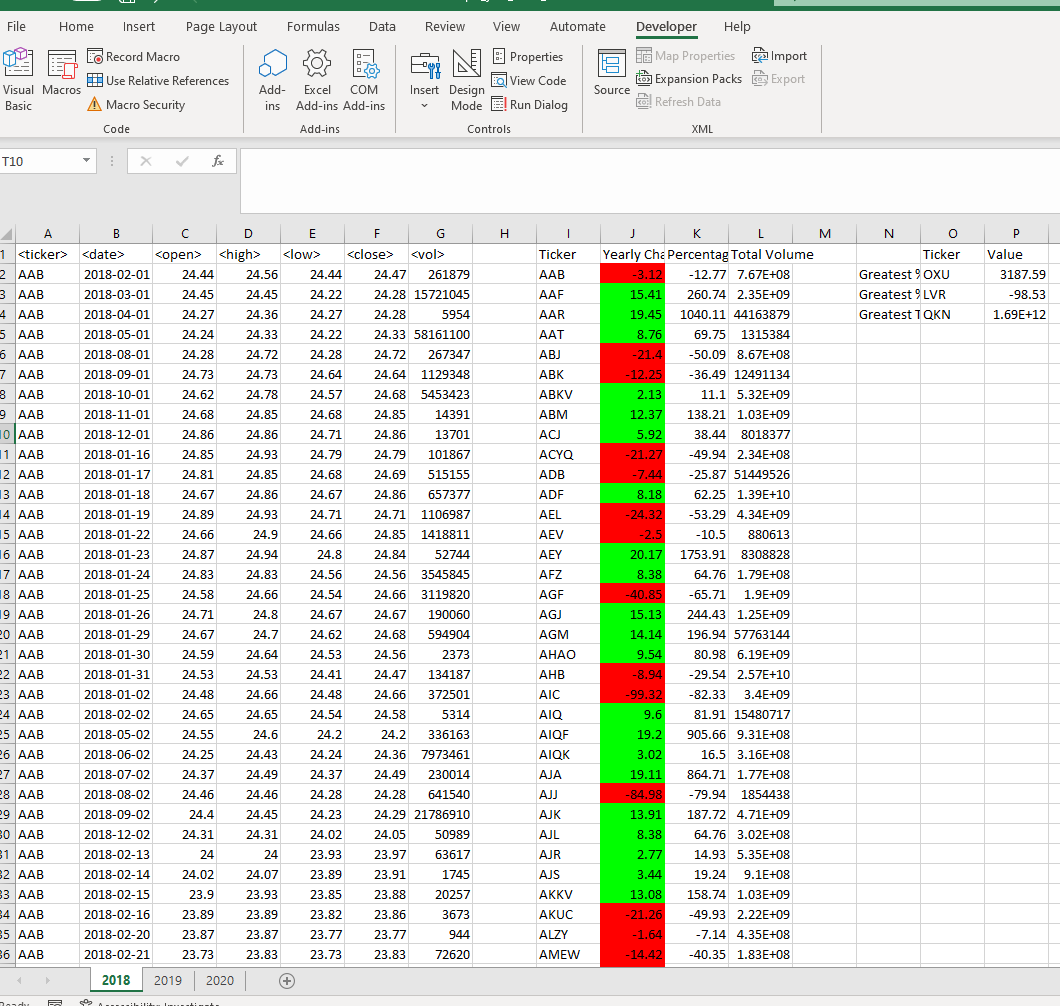 File Home Insert Page Layout Formulas Data Review View Automate Developer Help
Visual Basic
Macros
Record Macro
Use Relative References
Macro Security
Code
Add-ins
Excel Add-ins
COM Add-ins
Add-ins
Insert
Design Mode
Properties
View Code
Run Dialog
Controls
Source
Map Properties
Expansion Packs
Refresh Data
Import
Export
XML
T10 fx
A B C D E F G H I J K L M N O P
1 <ticker> <date> <open> <high> <low> <close> <vol> Ticker Yearly Cha Percentag Total Volume Ticker Value
2 AAB 2018-02-01 24.44 24.56 24.44 24.47 261879 AAB -3.12 -12.77 7.67E+08 Greatest % OXU 3187.59
3 AAB 2018-03-01 24.45 24.45 24.22 24.28 15721045 AAF 15.41 260.74 2.35E+09 Greatest % LVR -98.53
4 AAB 2018-04-01 24.27 24.36 24.27 24.28 5954 AAR 19.45 1040.11 44163879 Greatest T QKN 1.69E+12
5 AAB 2018-05-01 24.24 24.33 24.22 24.33 58161100 AAT 8.76 69.75 1315384
6 AAB 2018-08-01 24.28 24.72 24.28 24.72 267347 ABJ -21.4 -50.09 8.67E+08
7 AAB 2018-09-01 24.73 24.73 24.64 24.64 1129348 ABK -12.25 -36.49 12491134
8 AAB 2018-10-01 24.62 24.78 24.57 24.68 5453423 ABKV 2.13 11.1 5.32E+09
9 AAB 2018-11-01 24.68 24.85 24.68 24.85 14391 ABM 12.37 138.21 1.03E+09
10 AAB 2018-12-01 24.86 24.86 24.71 24.86 13701 ACJ 5.92 38.44 8018377
11 AAB 2018-01-16 24.85 24.93 24.79 24.79 101867 ACYQ -21.27 -49.94 2.34E+08
12 AAB 2018-01-17 24.81 24.85 24.68 24.69 515155 ADB -7.44 -25.87 51449526
13 AAB 2018-01-18 24.67 24.86 24.67 24.86 657377 ADF 8.18 62.25 1.39E+10
14 AAB 2018-01-19 24.89 24.93 24.71 24.71 1106987 AEL -24.32 -53.29 4.34E+09
15 AAB 2018-01-22 24.66 24.9 24.66 24.85 1418811 AEV -2.5 -10.5 880613
16 AAB 2018-01-23 24.87 24.94 24.8 24.84 52744 AEY 20.17 1753.91 8308828
17 AAB 2018-01-24 24.83 24.83 24.56 24.56 3545845 AFZ 8.38 64.76 1.79E+08
18 AAB 2018-01-25 24.58 24.66 24.54 24.66 3119820 AGF -40.85 -65.71 1.9E+09
19 AAB 2018-01-26 24.71 24.8 24.67 24.67 190060 AGJ 15.13 244.43 1.25E+09
20 AAB 2018-01-29 24.67 24.7 24.62 24.68 594904 AGM 14.14 196.94 57763144
21 AAB 2018-01-30 24.59 24.64 24.53 24.56 2373 AHAO 9.54 80.98 6.19E+09
22 AAB 2018-01-31 24.53 24.53 24.41 24.47 134187 AHB -8.94 -29.54 2.57E+10
23 AAB 2018-01-02 24.48 24.66 24.48 24.66 372501 AIC -99.32 -82.33 3.4E+09
24 AAB 2018-02-02 24.65 24.65 24.54 24.58 5314 AIQ 9.6 81.91 15480717
25 AAB 2018-05-02 24.55 24.6 24.2 24.2 336163 AIQF 19.2 905.66 9.31E+08
26 AAB 2018-06-02 24.25 24.43 24.24 24.36 7973461 AIQK 3.02 16.5 3.16E+08
27 AAB 2018-07-02 24.37 24.49 24.37 24.49 230014 AJA 19.11 864.71 1.77E+08
28 AAB 2018-08-02 24.46 24.46 24.28 24.28 641540 AJJ -84.98 -79.94 1854438
29 AAB 2018-09-02 24.4 24.45 24.23 24.29 21786910 AJK 13.91 187.72 4.71E+09
30 AAB 2018-12-02 24.31 24.31 24.02 24.05 50989 AJL 8.38 64.76 3.02E+08
31 AAB 2018-02-13 24 24 23.93 23.97 63617 AJR 2.77 14.93 5.35E+08
32 AAB 2018-02-14 24.02 24.07 23.89 23.91 1745 AJS 3.44 19.24 9.1E+08
33 AAB 2018-02-15 23.9 23.93 23.85 23.88 20257 AKKV 13.08 158.74 1.03E+09
34 AAB 2018-02-16 23.89 23.89 23.82 23.86 3673 AKUC -21.26 -49.93 2.22E+09
35 AAB 2018-02-20 23.87 23.87 23.77 23.77 944 ALZY -1.64 -7.14 4.35E+08
36 AAB 2018-02-21 23.73 23.83 23.73 23.83 72620 AMEW -14.42 -40.35 1.83E+08
2018 2019 2020